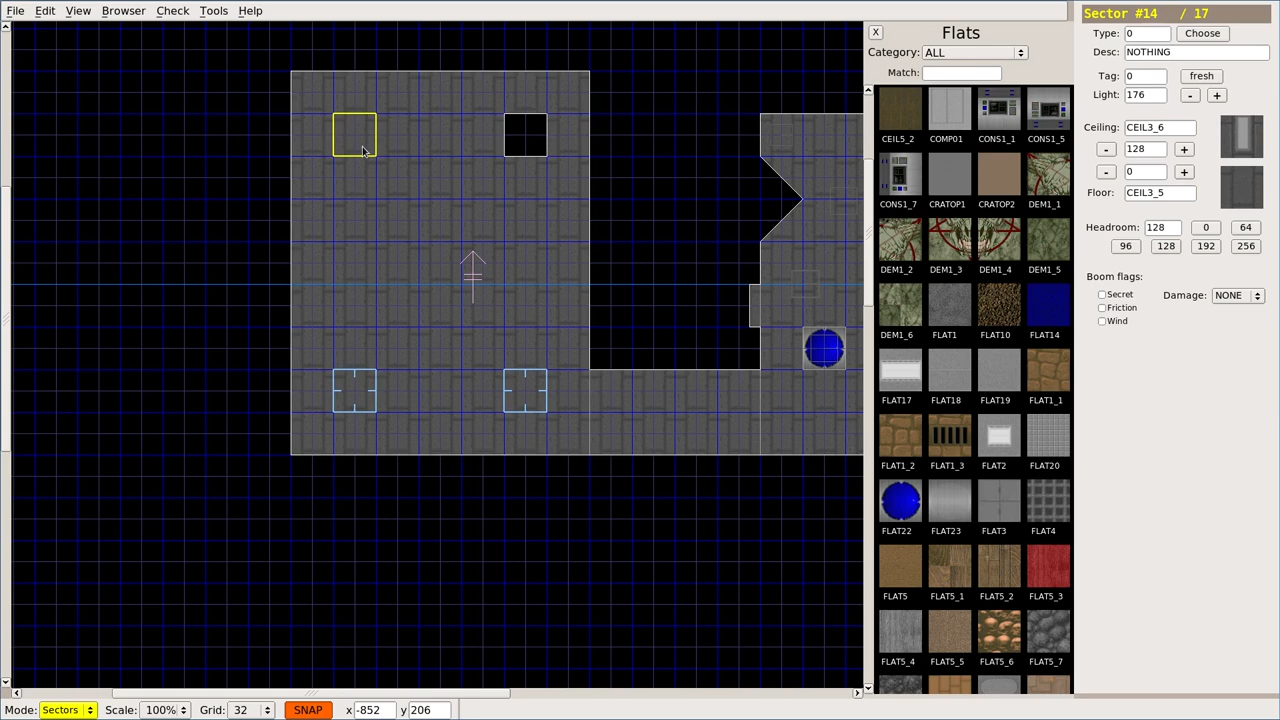 File Edit View Browser Check Tools Help
X Flats
Category: ALL
Match:
CEIL5_2 COMP01 CONS1_1 CONS1_5
CONS1_7 CRATOP1 CRATOP2 DEM1_1
DEM1_2 DEM1_3 DEM1_4 DEM1_5
DEM1_6 FLAT1 FLAT10 FLAT14
FLAT17 FLAT18 FLAT19 FLAT1_1
FLAT1_2 FLAT1_3 FLAT2 FLAT20
FLAT22 FLAT23 FLAT3 FLAT4
FLAT5 FLAT5_1 FLAT5_2 FLAT5_3
FLAT5_4 FLAT5_5 FLAT5_6 FLAT5_7
Sector #14 / 17
Type: 0 Choose
Desc: NOTHING
Tag: 0 fresh
Light: 176 - +
Ceiling: CEIL3_6
- 128 +
- 0 +
Floor: CEIL3_5
Headroom: 128 0 64
96 128 192 256
Boom flags:
Secret Damage: NONE
Friction
Wind
Mode: Sectors Scale: 100% Grid: 32 SNAP x -852 y 206